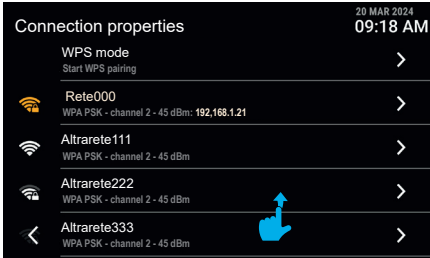 20 MAR 2024
Connection properties
09:18 AM
WPS mode
Start WPS pairing
Rete000
WPA PSK - channel 2 - 45 dBm: 192,168.1.21
Altrarete111
WPA PSK - channel 2 - 45 dBm
Altrarete222
WPA PSK - channel 2 - 45 dBm
Altrarete333
WPA PSK - channel 2 - 45 dBm